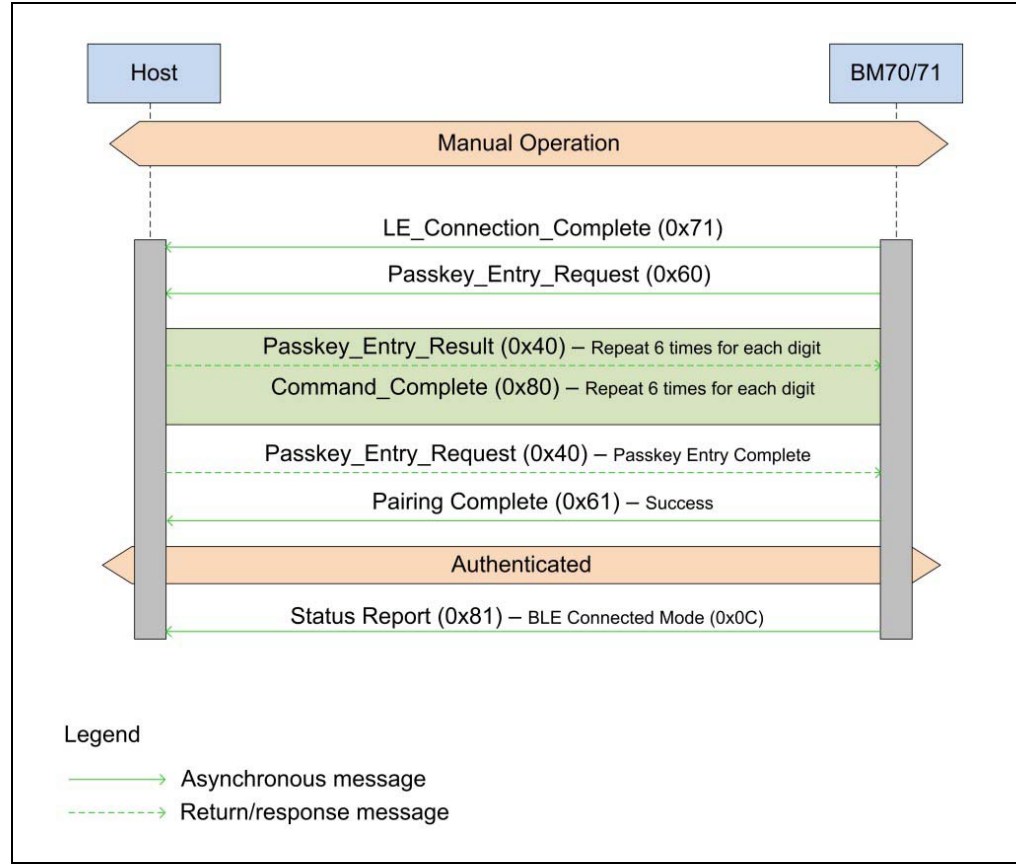 Host
BM70/71
Manual Operation
LE_Connection_Complete (0x71)
Passkey_Entry_Request (0x60)
Passkey_Entry_Result (0x40) – Repeat 6 times for each digit
Command_Complete (0x80) – Repeat 6 times for each digit
Passkey_Entry_Request (0x40) – Passkey Entry Complete
Pairing Complete (0x61) – Success
Authenticated
Status Report (0x81) – BLE Connected Mode (0x0C)
Legend
Asynchronous message
Return/response message